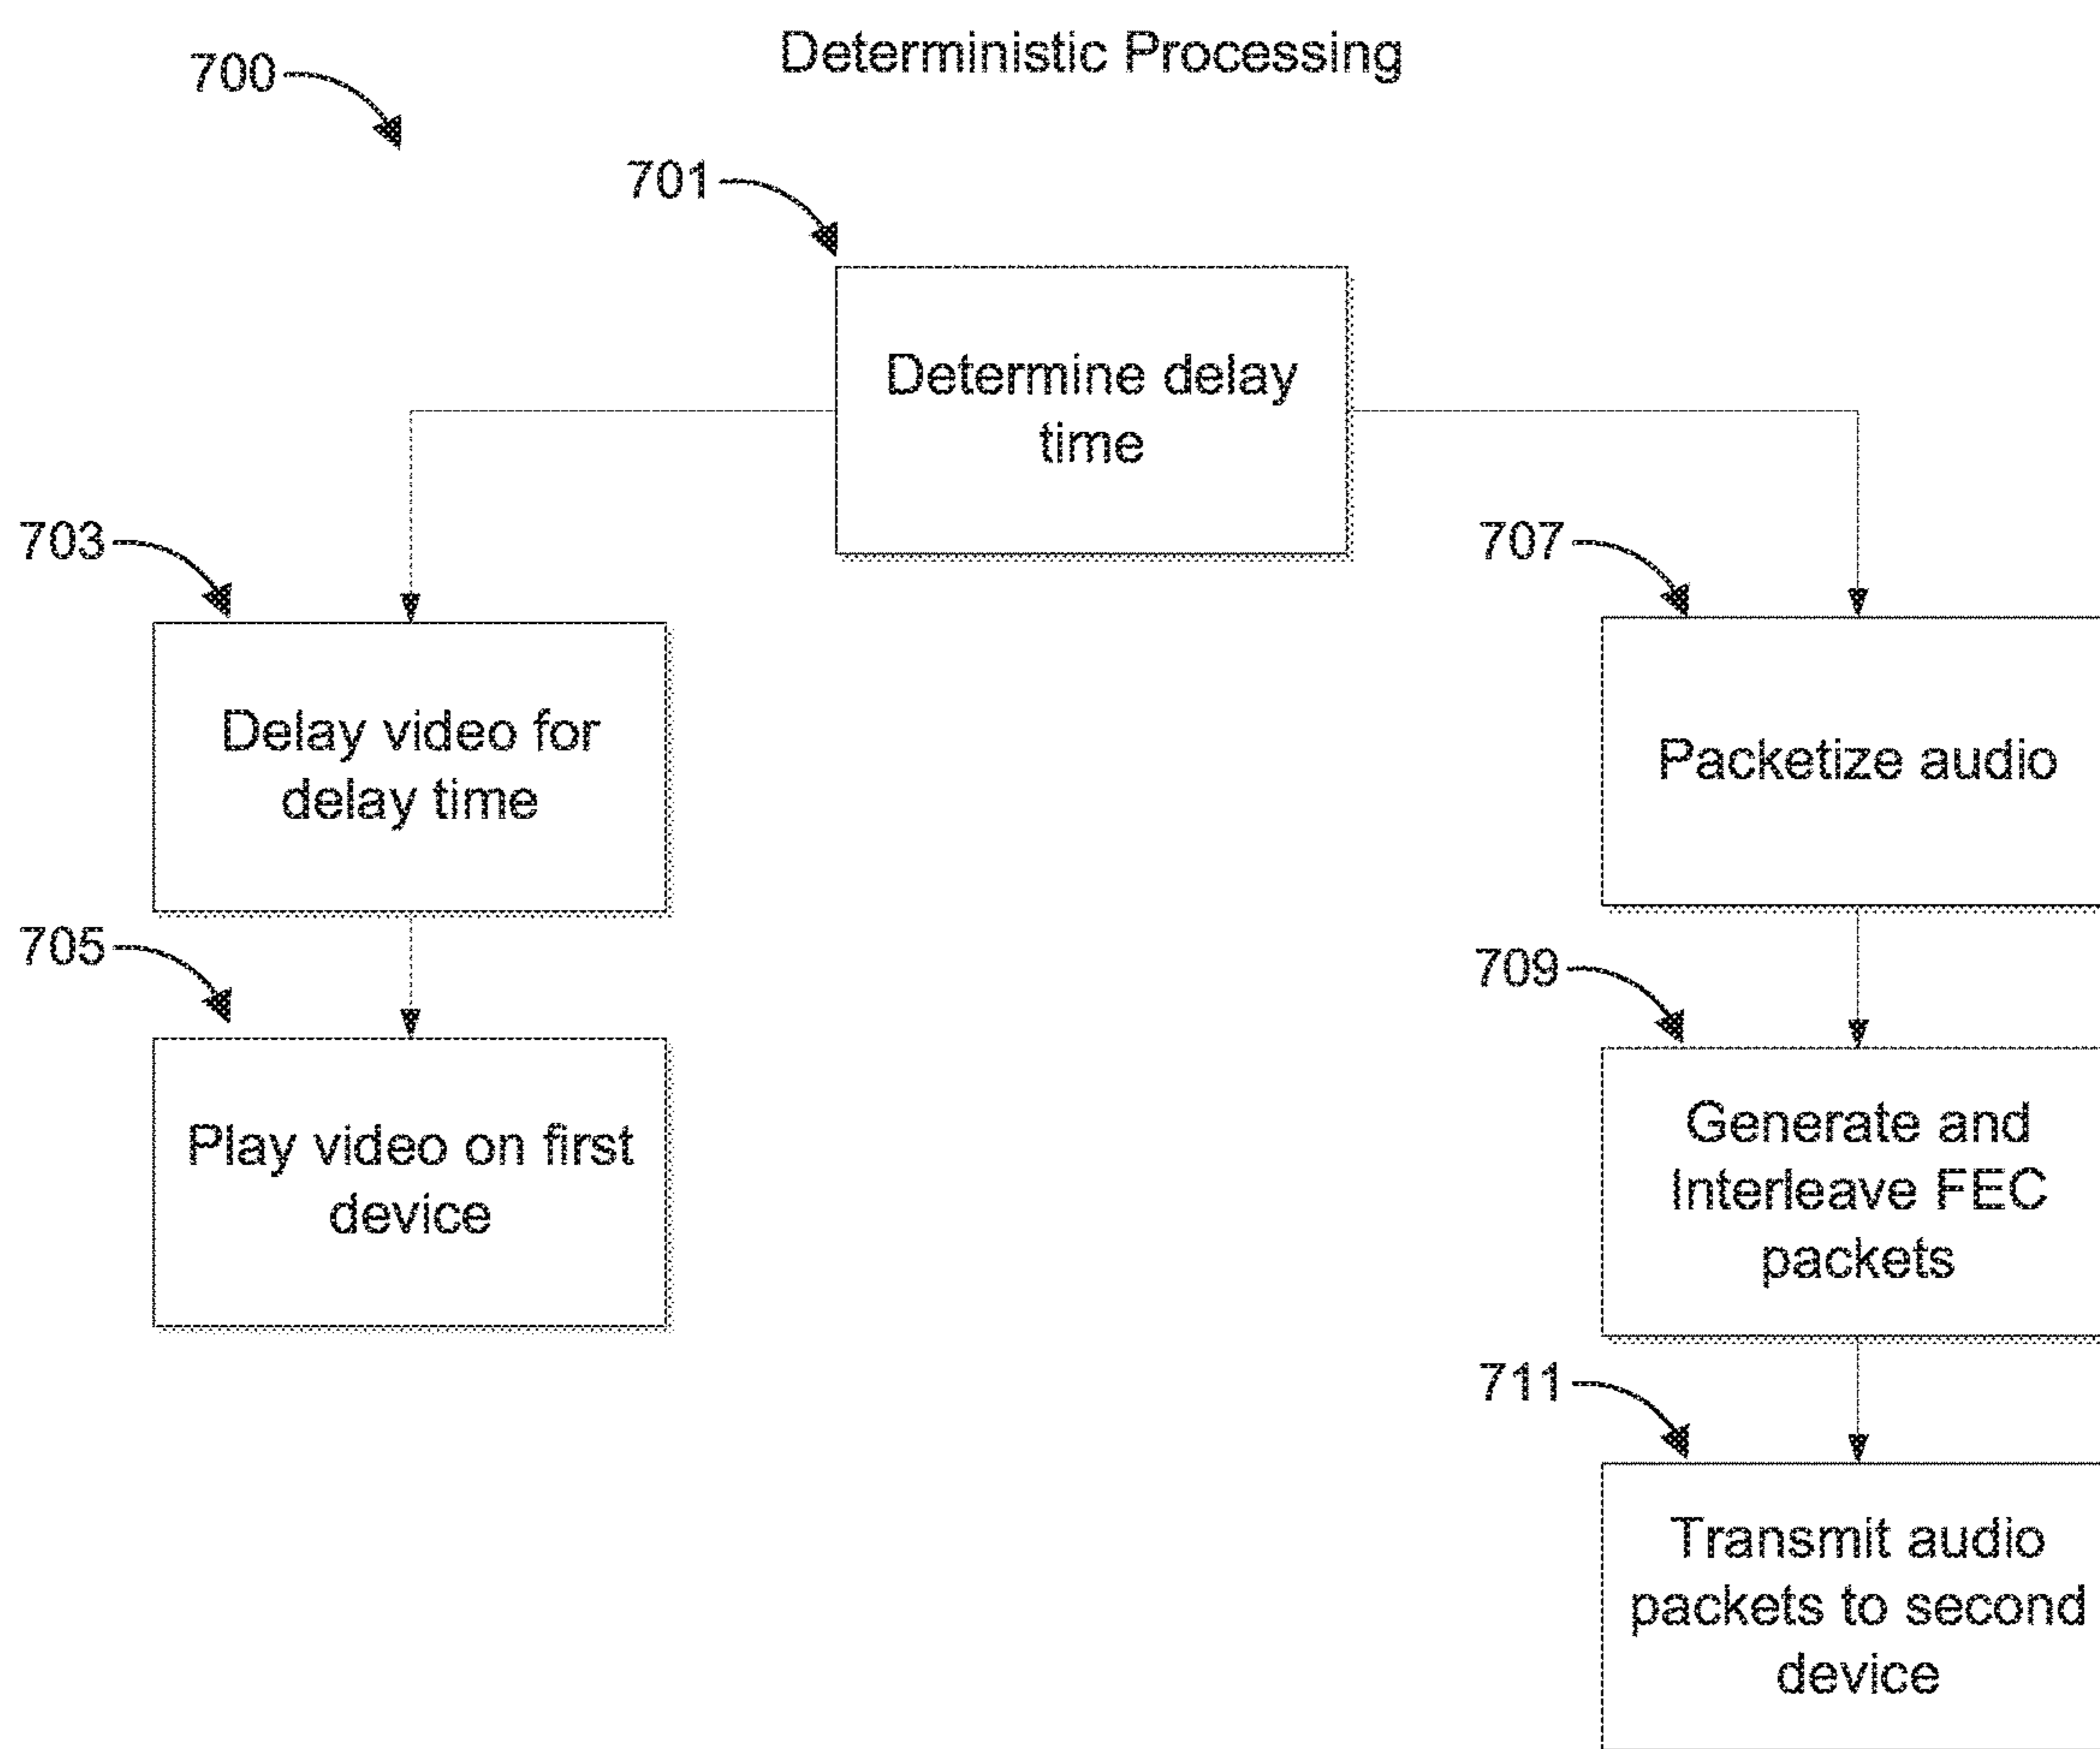 Deterministic Processing
700
701
Determine delay
time
703
Delay video for
delay time
705
Play video on first
device
707
Packetize audio
709
Generate and
Interleave FEC
packets
711
Transmit audio
packets to second
device